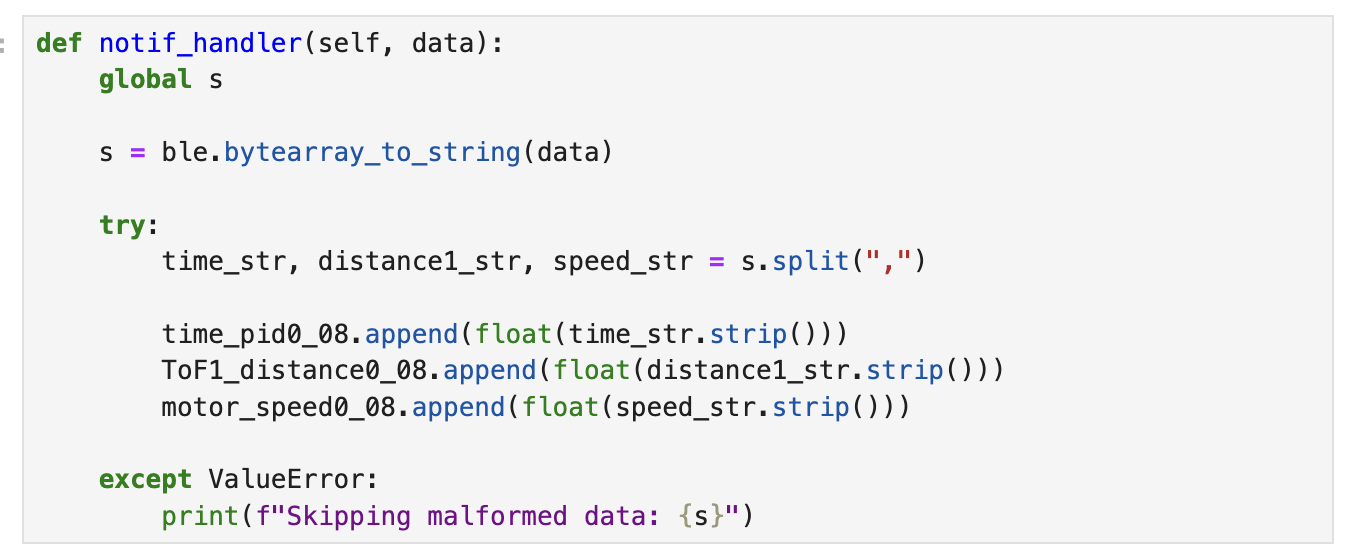 def notif_handler(self, data):
    global s

    s = ble.bytearray_to_string(data)

    try:
        time_str, distance1_str, speed_str = s.split(",")

        time_pid0_08.append(float(time_str.strip()))
        ToF1_distance0_08.append(float(distance1_str.strip()))
        motor_speed0_08.append(float(speed_str.strip()))

    except ValueError:
        print(f"Skipping malformed data: {s}")